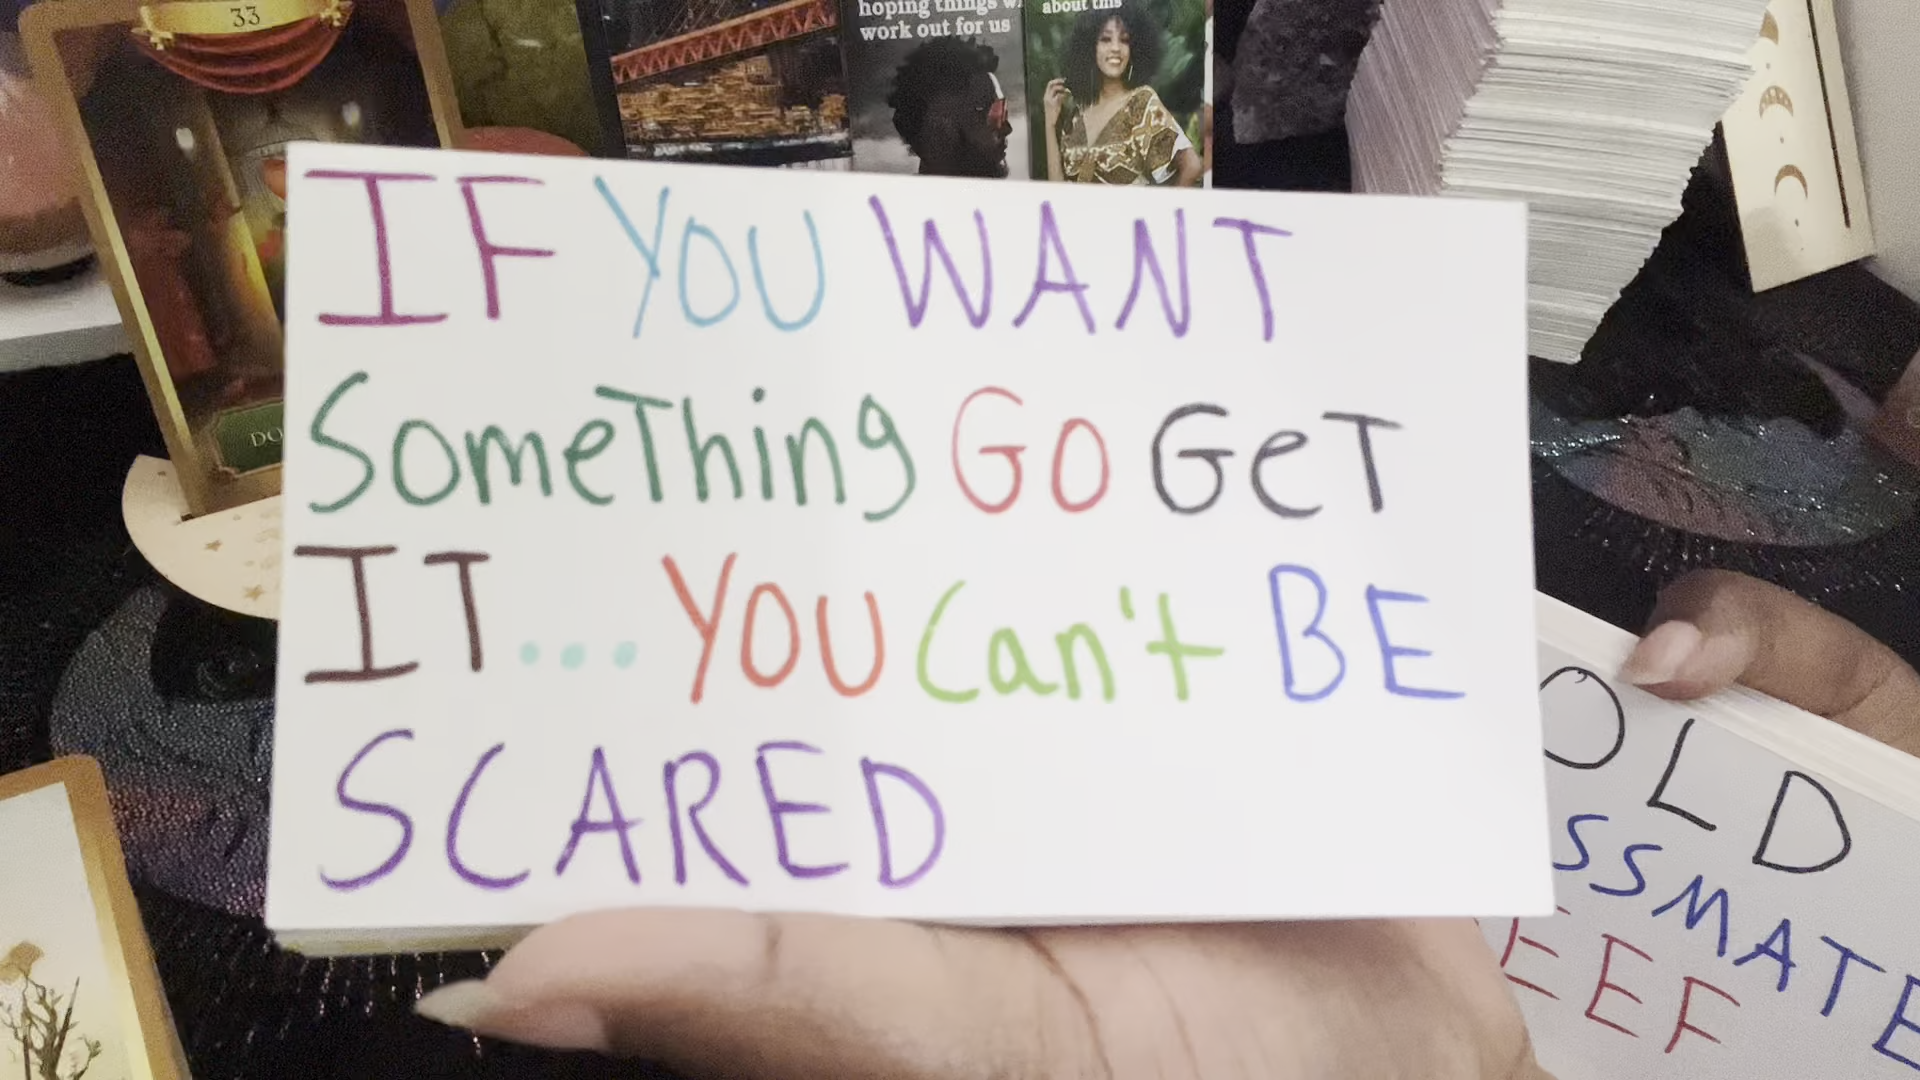 33
hoping things
work out for us
about this
IF YOU WANT
SomeThing GO GeT
IT... YOU Can't BE
SCARED
OLD
SSMATE
EEF
DO